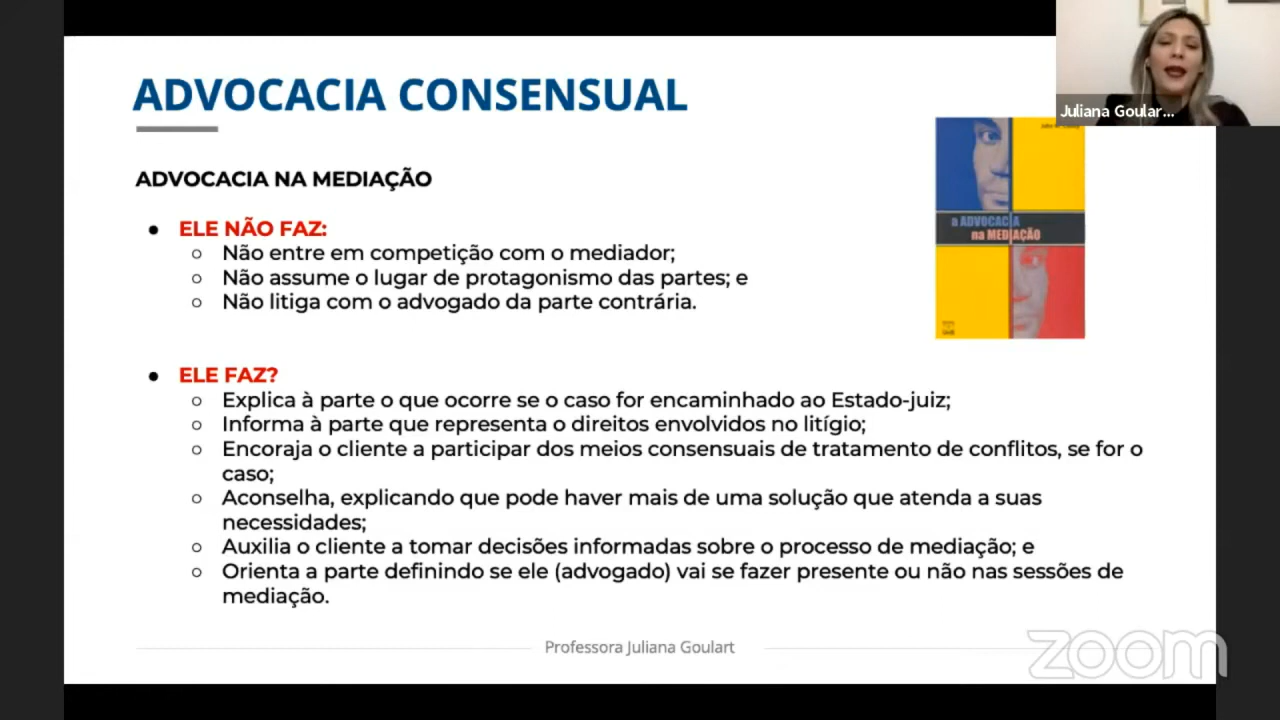 ADVOCACIA CONSENSUAL
Juliana Goular...
ADVOCACIA NA MEDIAÇÃO
a ADVOCACIA
na MEDIAÇÃO
● ELE NÃO FAZ:
○ Não entre em competição com o mediador;
○ Não assume o lugar de protagonismo das partes; e
○ Não litiga com o advogado da parte contrária.
● ELE FAZ?
○ Explica à parte o que ocorre se o caso for encaminhado ao Estado-juiz;
○ Informa à parte que representa o direitos envolvidos no litígio;
○ Encoraja o cliente a participar dos meios consensuais de tratamento de conflitos, se for o
caso;
○ Aconselha, explicando que pode haver mais de uma solução que atenda a suas
necessidades;
○ Auxilia o cliente a tomar decisões informadas sobre o processo de mediação; e
○ Orienta a parte definindo se ele (advogado) vai se fazer presente ou não nas sessões de
mediação.
Professora Juliana Goulart
zoom